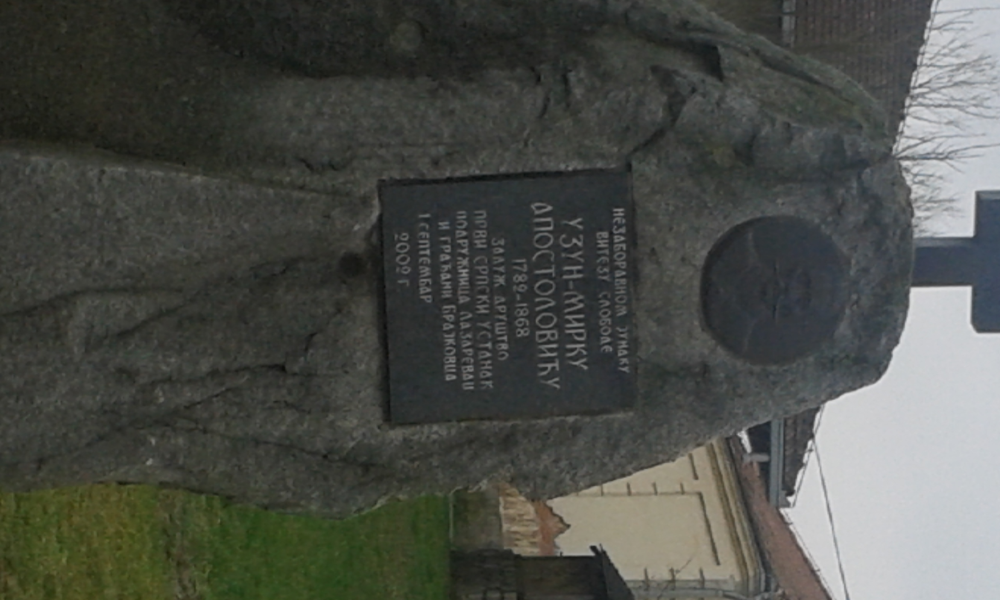 НЕЗАБОРАВНОМ ЈУНАКУ
ВИТЕЗУ СЛОБОДЕ
УЗУН-МИРКУ
АПОСТОЛОВИЋУ
1782-1868
ЗАДУЖ ДРУШТВО
ПРВИ СРПСКИ УСТАНАК
ПОДРУЖНИЦА ЛАЗАРЕВАЦ
И ГРАЂАНИ БРАЈКОВЦА
1 СЕПТЕМБАР
2002 Г